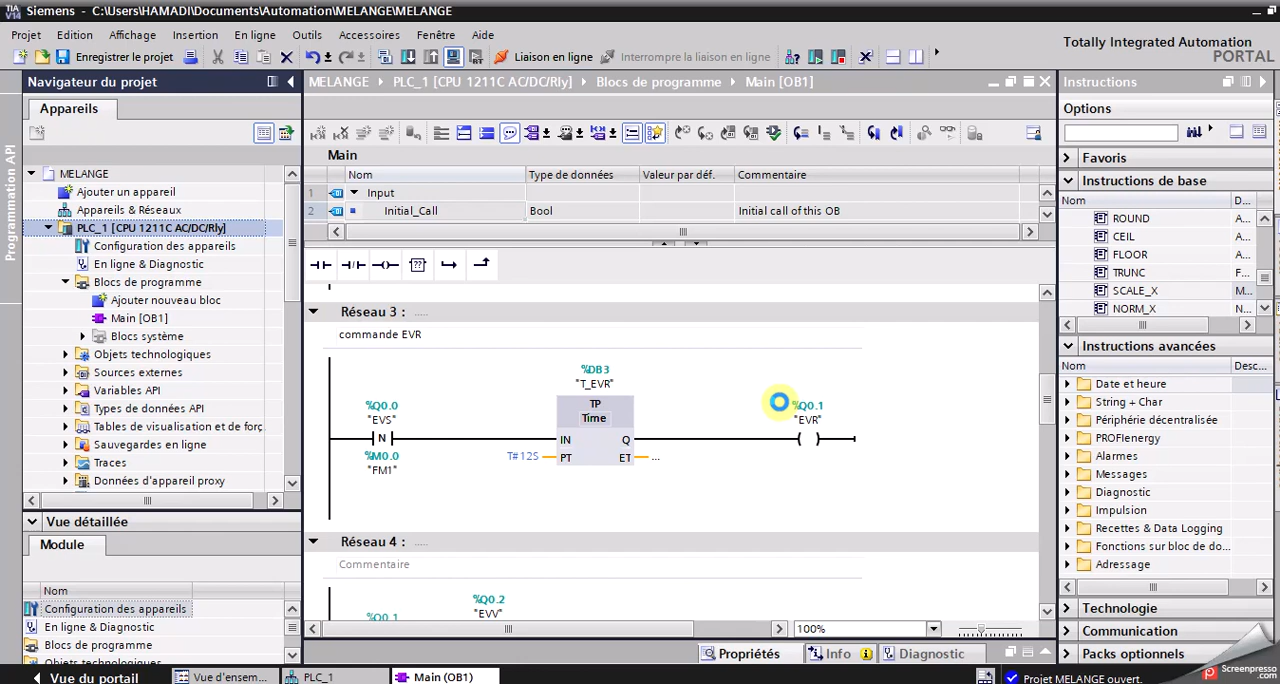 TIA V14 Siemens - C:\Users\HAMADI\Documents\Automation\MELANGE\MELANGE
Projet Edition Affichage Insertion En ligne Outils Accessoires Fenêtre Aide
Totally Integrated Automation
PORTAL
Enregistrer le projet Liaison en ligne Interrompre la liaison en ligne
Navigateur du projet
MELANGE PLC_1 [CPU 1211C AC/DC/Rly] Blocs de programme Main [OB1]
Instructions
Programmation API
Appareils
Options
Main
Favoris
Nom Type de données Valeur par déf. Commentaire
Instructions de base
1 Input
2 Initial_Call Bool Initial call of this OB
Nom D...
ROUND A...
CEIL A...
FLOOR A...
TRUNC F...
SCALE_X M...
NORM_X N...
MELANGE
Ajouter un appareil
Appareils & Réseaux
PLC_1 [CPU 1211C AC/DC/Rly]
Configuration des appareils
En ligne & Diagnostic
Blocs de programme
Ajouter nouveau bloc
Main [OB1]
Blocs système
Objets technologiques
Sources externes
Variables API
Types de données API
Tables de visualisation et de forç...
Sauvegardes en ligne
Traces
Données d'appareil proxy
Réseau 3 : .....
commande EVR
%DB3
"T_EVR"
%Q0.0 TP %Q0.1
"EVS" Time "EVR"
N IN Q
%M0.0 T#12S PT ET ...
"FM1"
Réseau 4 : .....
Commentaire
%Q0.1 %Q0.2
"EVV"
100%
Instructions avancées
Nom Desc...
Date et heure
String + Char
Périphérie décentralisée
PROFIenergy
Alarmes
Messages
Diagnostic
Impulsion
Recettes & Data Logging
Fonctions sur bloc de do...
Adressage
Technologie
Communication
Packs optionnels
Vue détaillée
Module
Nom
Configuration des appareils
En ligne & Diagnostic
Blocs de programme
Objets technologiques
Propriétés Info Diagnostic
Vue du portail Vue d'ensem... PLC_1 Main (OB1) Projet MELANGE ouvert.
Screenpresso
.com